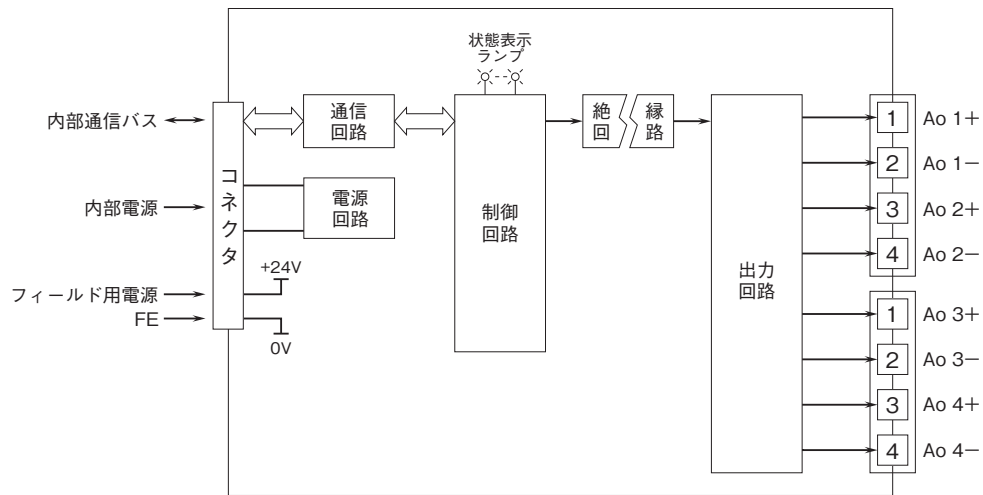 状態表示
ランプ
内部通信バス
内部電源
フィールド用電源
FE
コネクタ
通信
回路
電源
回路
+24V
0V
制御
回路
絶
回
縁
路
出力
回路
1 Ao 1+
2 Ao 1−
3 Ao 2+
4 Ao 2−
1 Ao 3+
2 Ao 3−
3 Ao 4+
4 Ao 4−